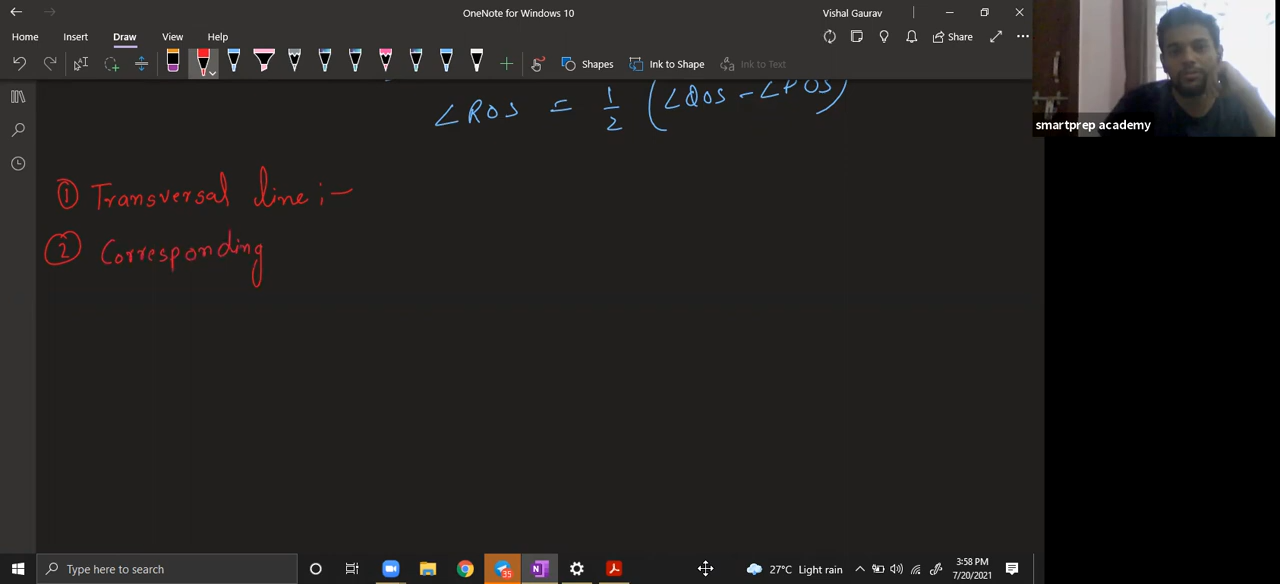 OneNote for Windows 10
Vishal Gaurav
Home Insert Draw View Help
Share
Shapes
Ink to Shape
Ink to Text
∠ROS = 1/2 (∠QOS - ∠POS)
smartprep academy
① Transversal line ; -
② Corresponding
Type here to search
35
27°C Light rain
3:58 PM
7/20/2021